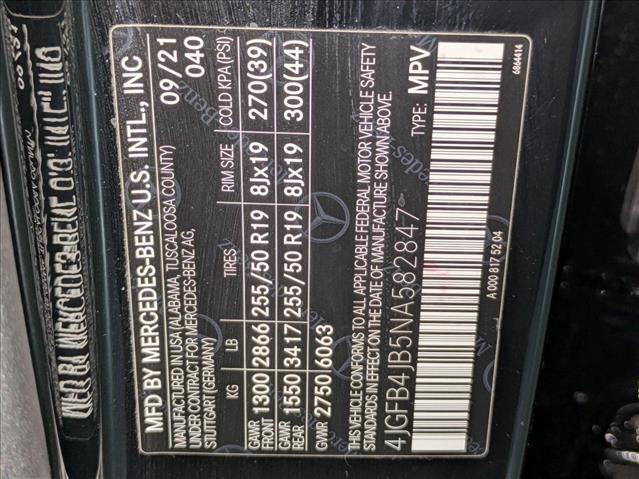 MFD BY MERCEDES-BENZ U.S. INTL., INC
MANUFACTURED IN USA (ALABAMA, TUSCALOOSA COUNTY) 09/21
UNDER CONTRACT FOR MERCEDES-BENZ AG, 040
STUTTGART (GERMANY)
KG LB TIRES RIM SIZE COLD KPA (PSI)
GAWR FRONT 1300 2866 255/50 R19 8Jx19 270(39)
GAWR REAR 1550 3417 255/50 R19 8Jx19 300(44)
GVWR 2750 6063
THIS VEHICLE CONFORMS TO ALL APPLICABLE FEDERAL MOTOR VEHICLE SAFETY
STANDARDS IN EFFECT ON THE DATE OF MANUFACTURE SHOWN ABOVE.
4JGFB4JB5NA582847 TYPE: MPV
A 000 817 52 04
6864414